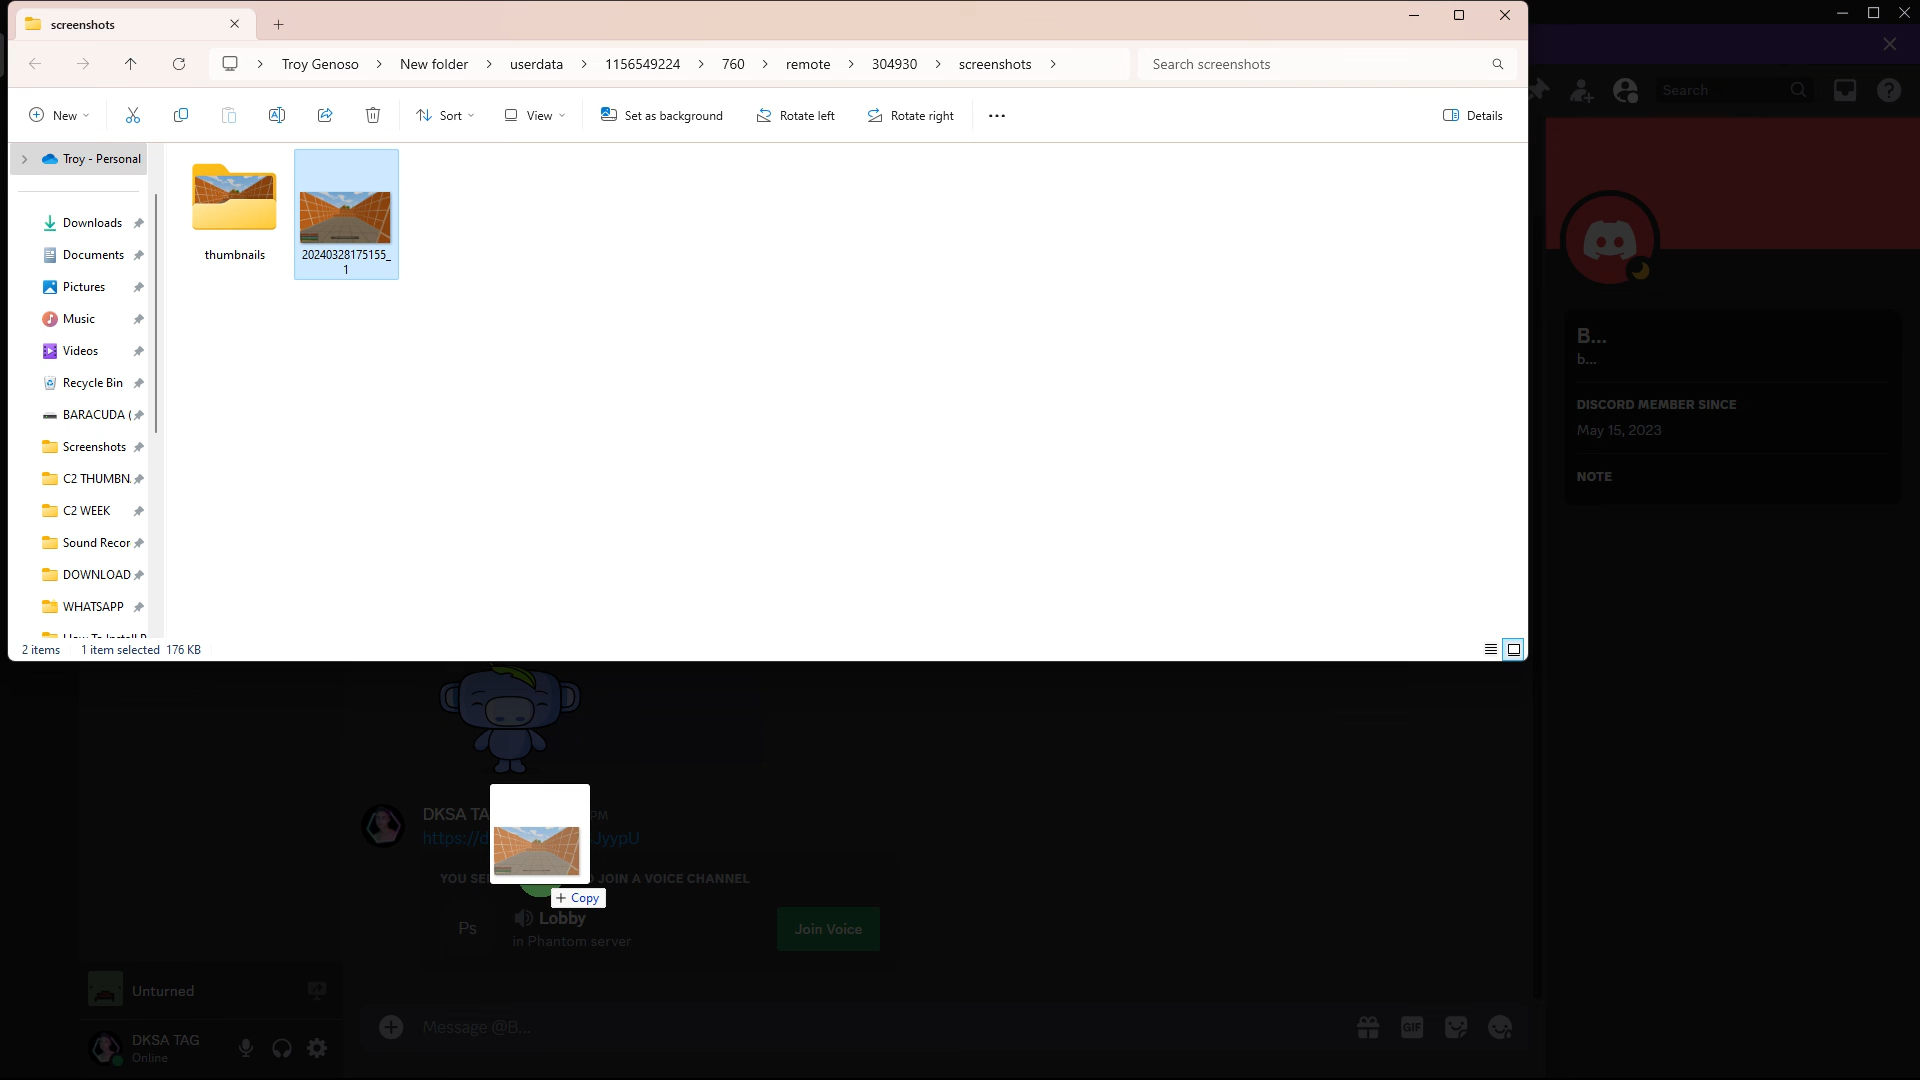 screenshots
Troy Genoso > New folder > userdata > 1156549224 > 760 > remote > 304930 > screenshots >
Search screenshots
Search
New
Sort
View
Set as background
Rotate left
Rotate right
Details
Troy - Personal
Downloads
Documents
Pictures
Music
Videos
Recycle Bin
BARACUDA (
Screenshots
C2 THUMBN
C2 WEEK
Sound Recor
DOWNLOAD
WHATSAPP
thumbnails
20240328175155_
1
2 items
1 item selected 176 KB
B...
b...
DISCORD MEMBER SINCE
May 15, 2023
NOTE
DKSA TA
PM
https://d
JyypU
YOU SE
JOIN A VOICE CHANNEL
+ Copy
Ps
Lobby
in Phantom server
Join Voice
Unturned
DKSA TAG
Online
Message @B...
GIF